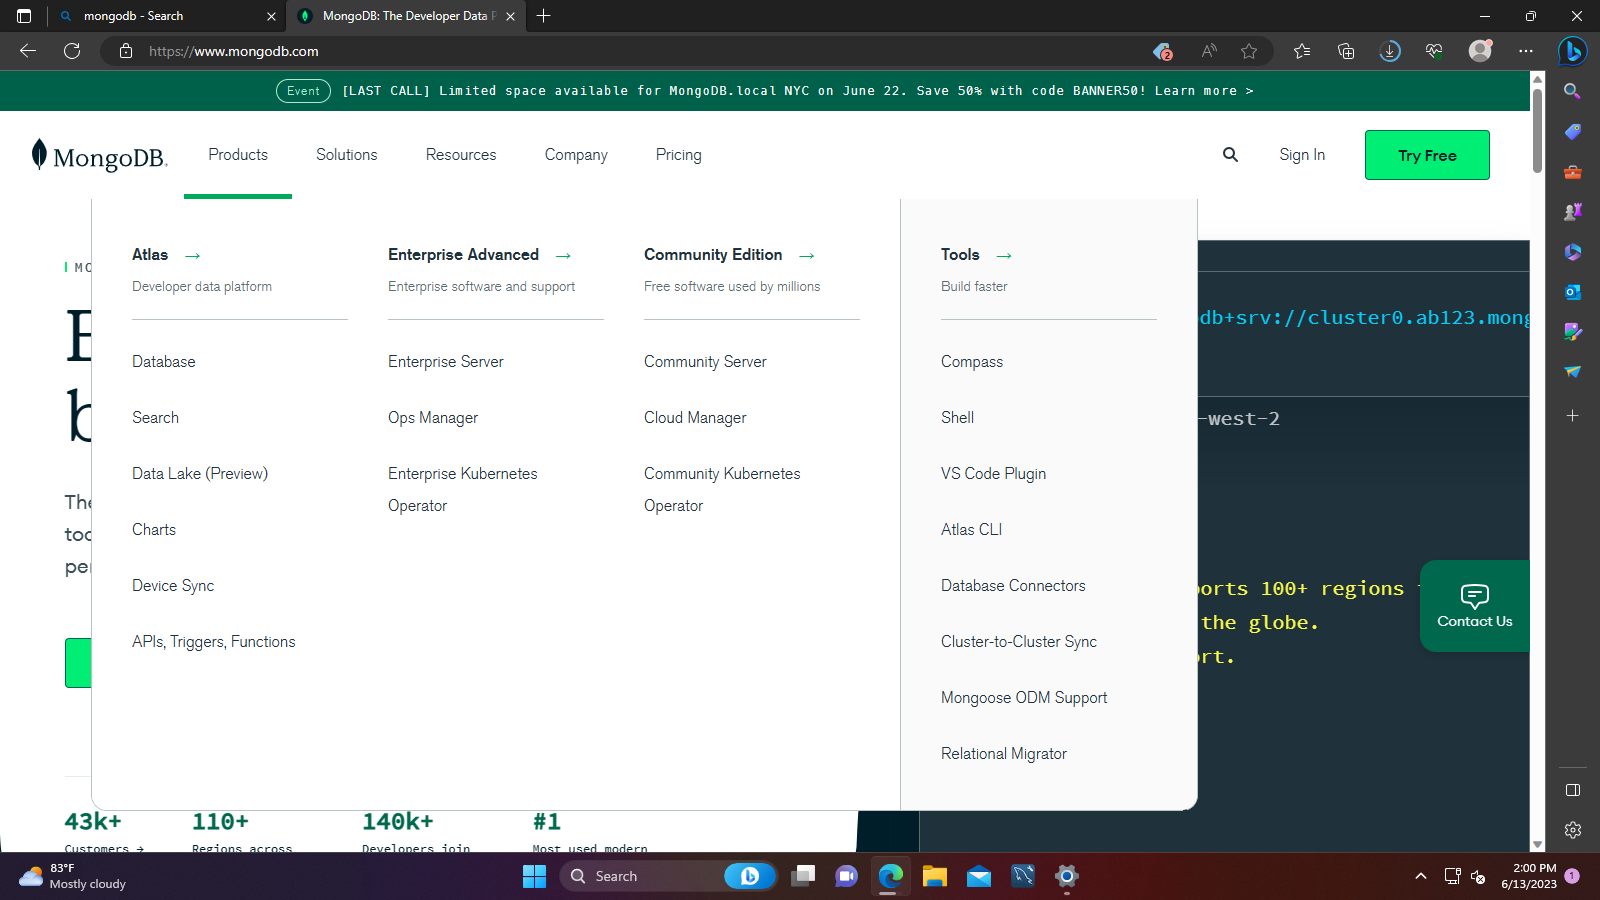 mongodb - Search
MongoDB: The Developer Data P
https://www.mongodb.com
2
Event
[LAST CALL] Limited space available for MongoDB.local NYC on June 22. Save 50% with code BANNER50! Learn more >
MongoDB.
Products
Solutions
Resources
Company
Pricing
Sign In
Try Free
Atlas →
Developer data platform
Database
Search
Data Lake (Preview)
Charts
Device Sync
APIs, Triggers, Functions
Enterprise Advanced →
Enterprise software and support
Enterprise Server
Ops Manager
Enterprise Kubernetes
Operator
Community Edition →
Free software used by millions
Community Server
Cloud Manager
Community Kubernetes
Operator
Tools →
Build faster
Compass
Shell
VS Code Plugin
Atlas CLI
Database Connectors
Cluster-to-Cluster Sync
Mongoose ODM Support
Relational Migrator
MO
b
The
too
per
db+srv://cluster0.ab123.mong
-west-2
orts 100+ regions
the globe.
rt.
Contact Us
43k+
Customers →
110+
Regions across
140k+
Developers join
#1
Most used modern
83°F
Mostly cloudy
Search
2:00 PM
6/13/2023
1